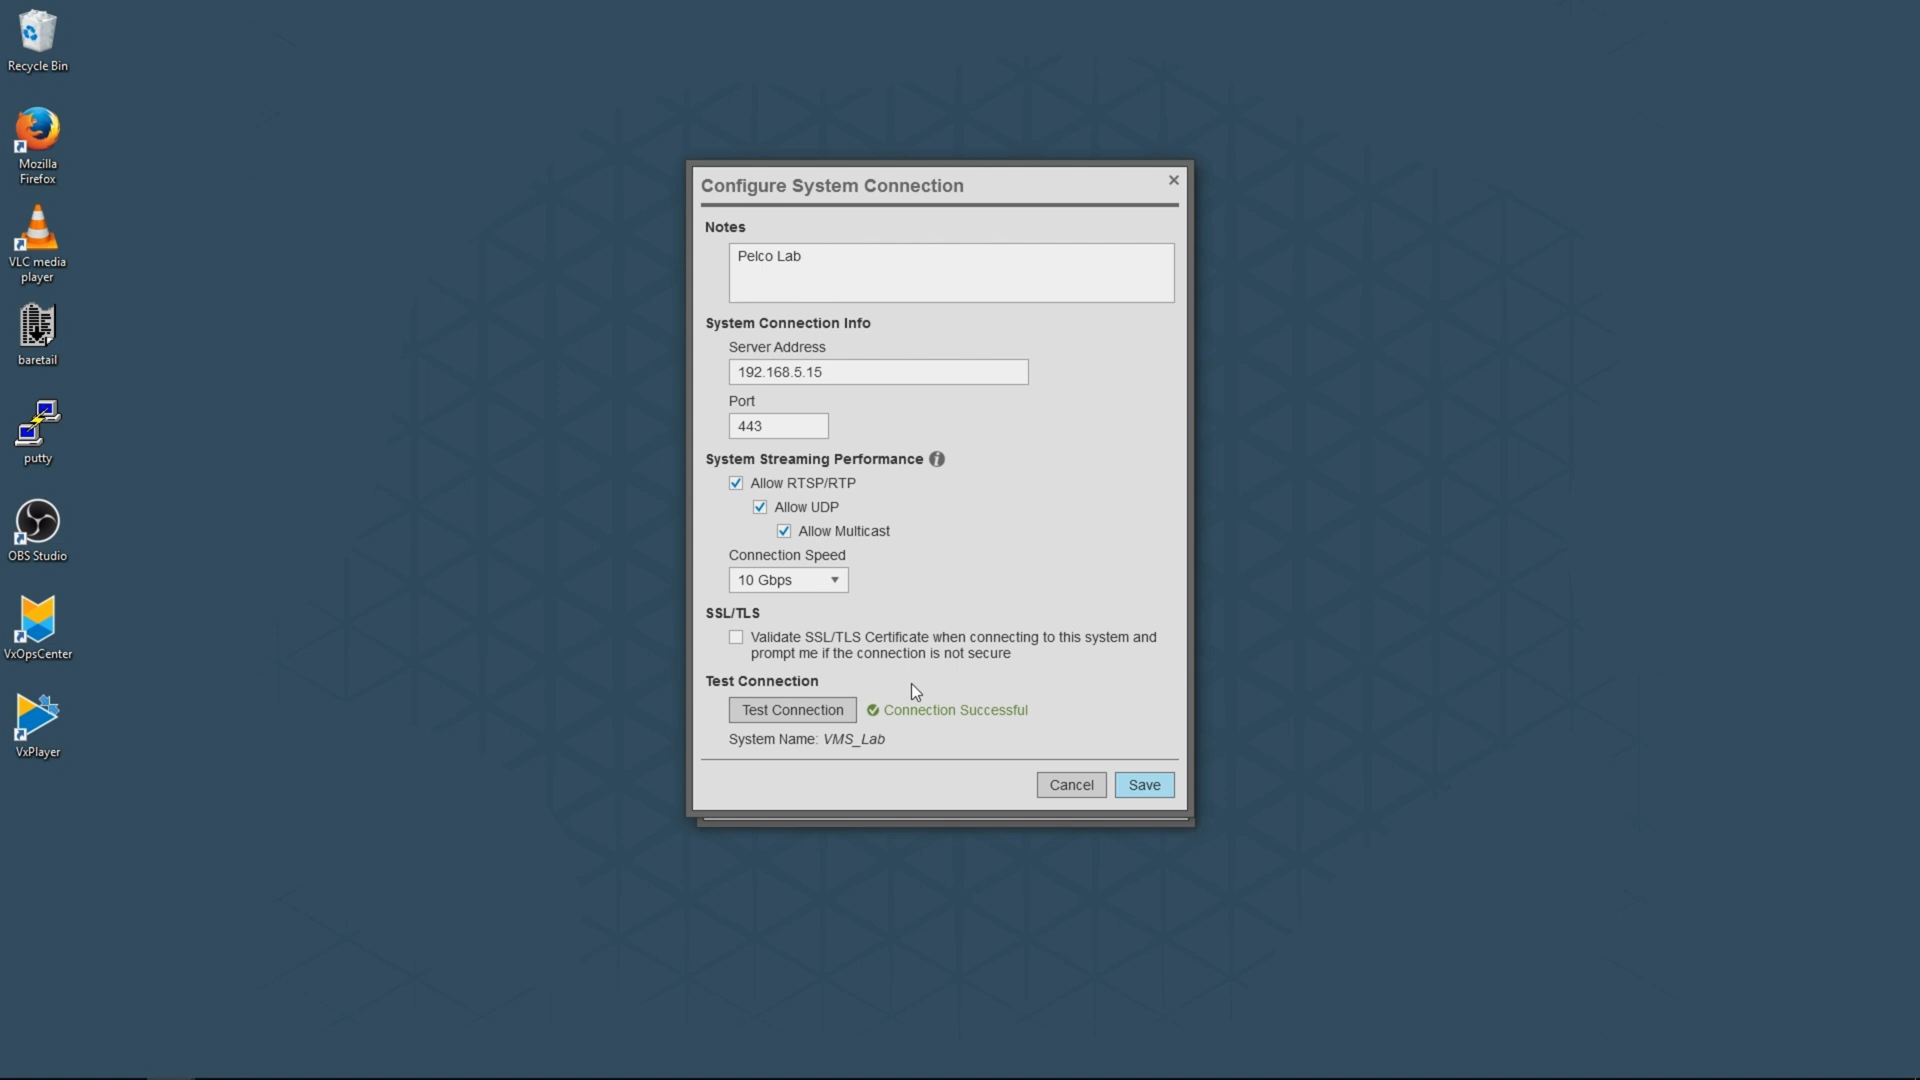 Recycle Bin
Mozilla
Firefox
VLC media
player
baretail
putty
OBS Studio
VxOpsCenter
VxPlayer
Configure System Connection
Notes
Pelco Lab
System Connection Info
Server Address
192.168.5.15
Port
443
System Streaming Performance
Allow RTSP/RTP
Allow UDP
Allow Multicast
Connection Speed
10 Gbps
SSL/TLS
Validate SSL/TLS Certificate when connecting to this system and
prompt me if the connection is not secure
Test Connection
Test Connection Connection Successful
System Name: VMS_Lab
Cancel Save